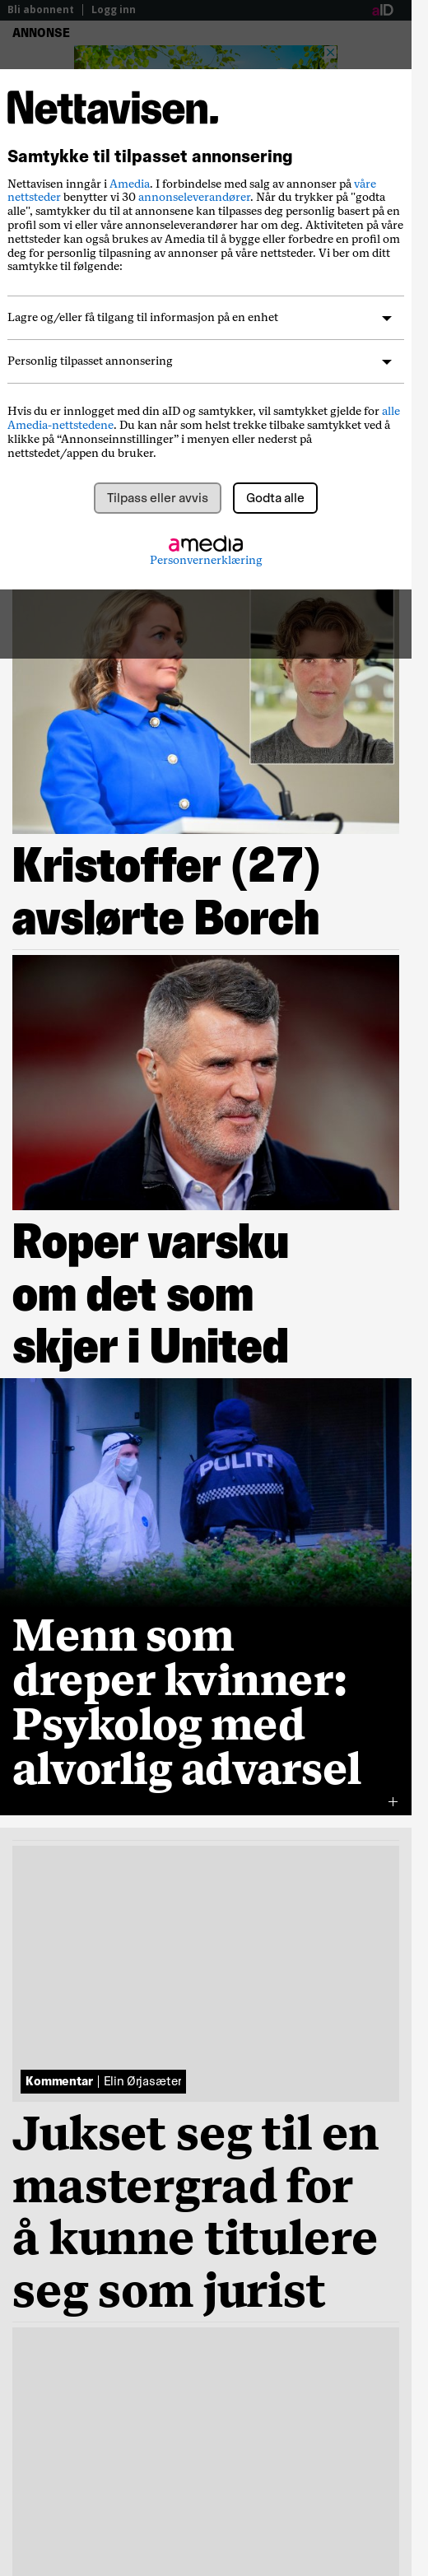 Bli abonnent | Logg inn
aID
ANNONSE
Nettavisen.
Samtykke til tilpasset annonsering
Nettavisen inngår i Amedia. I forbindelse med salg av annonser på våre
nettsteder benytter vi 30 annonseleverandører. Når du trykker på "godta
alle", samtykker du til at annonsene kan tilpasses deg personlig basert på en
profil som vi eller våre annonseleverandører har om deg. Aktiviteten på våre
nettsteder kan også brukes av Amedia til å bygge eller forbedre en profil om
deg for personlig tilpasning av annonser på våre nettsteder. Vi ber om ditt
samtykke til følgende:
Lagre og/eller få tilgang til informasjon på en enhet
Personlig tilpasset annonsering
Hvis du er innlogget med din aID og samtykker, vil samtykket gjelde for alle
Amedia-nettstedene. Du kan når som helst trekke tilbake samtykket ved å
klikke på “Annonseinnstillinger” i menyen eller nederst på
nettstedet/appen du bruker.
Tilpass eller avvis
Godta alle
amedia
Personvernerklæring
Kristoffer (27)
avslørte Borch
Roper varsku
om det som
skjer i United
POLITI
Menn som
dreper kvinner:
Psykolog med
alvorlig advarsel
+
Kommentar | Elin Ørjasæter
Jukset seg til en
mastergrad for
å kunne titulere
seg som jurist